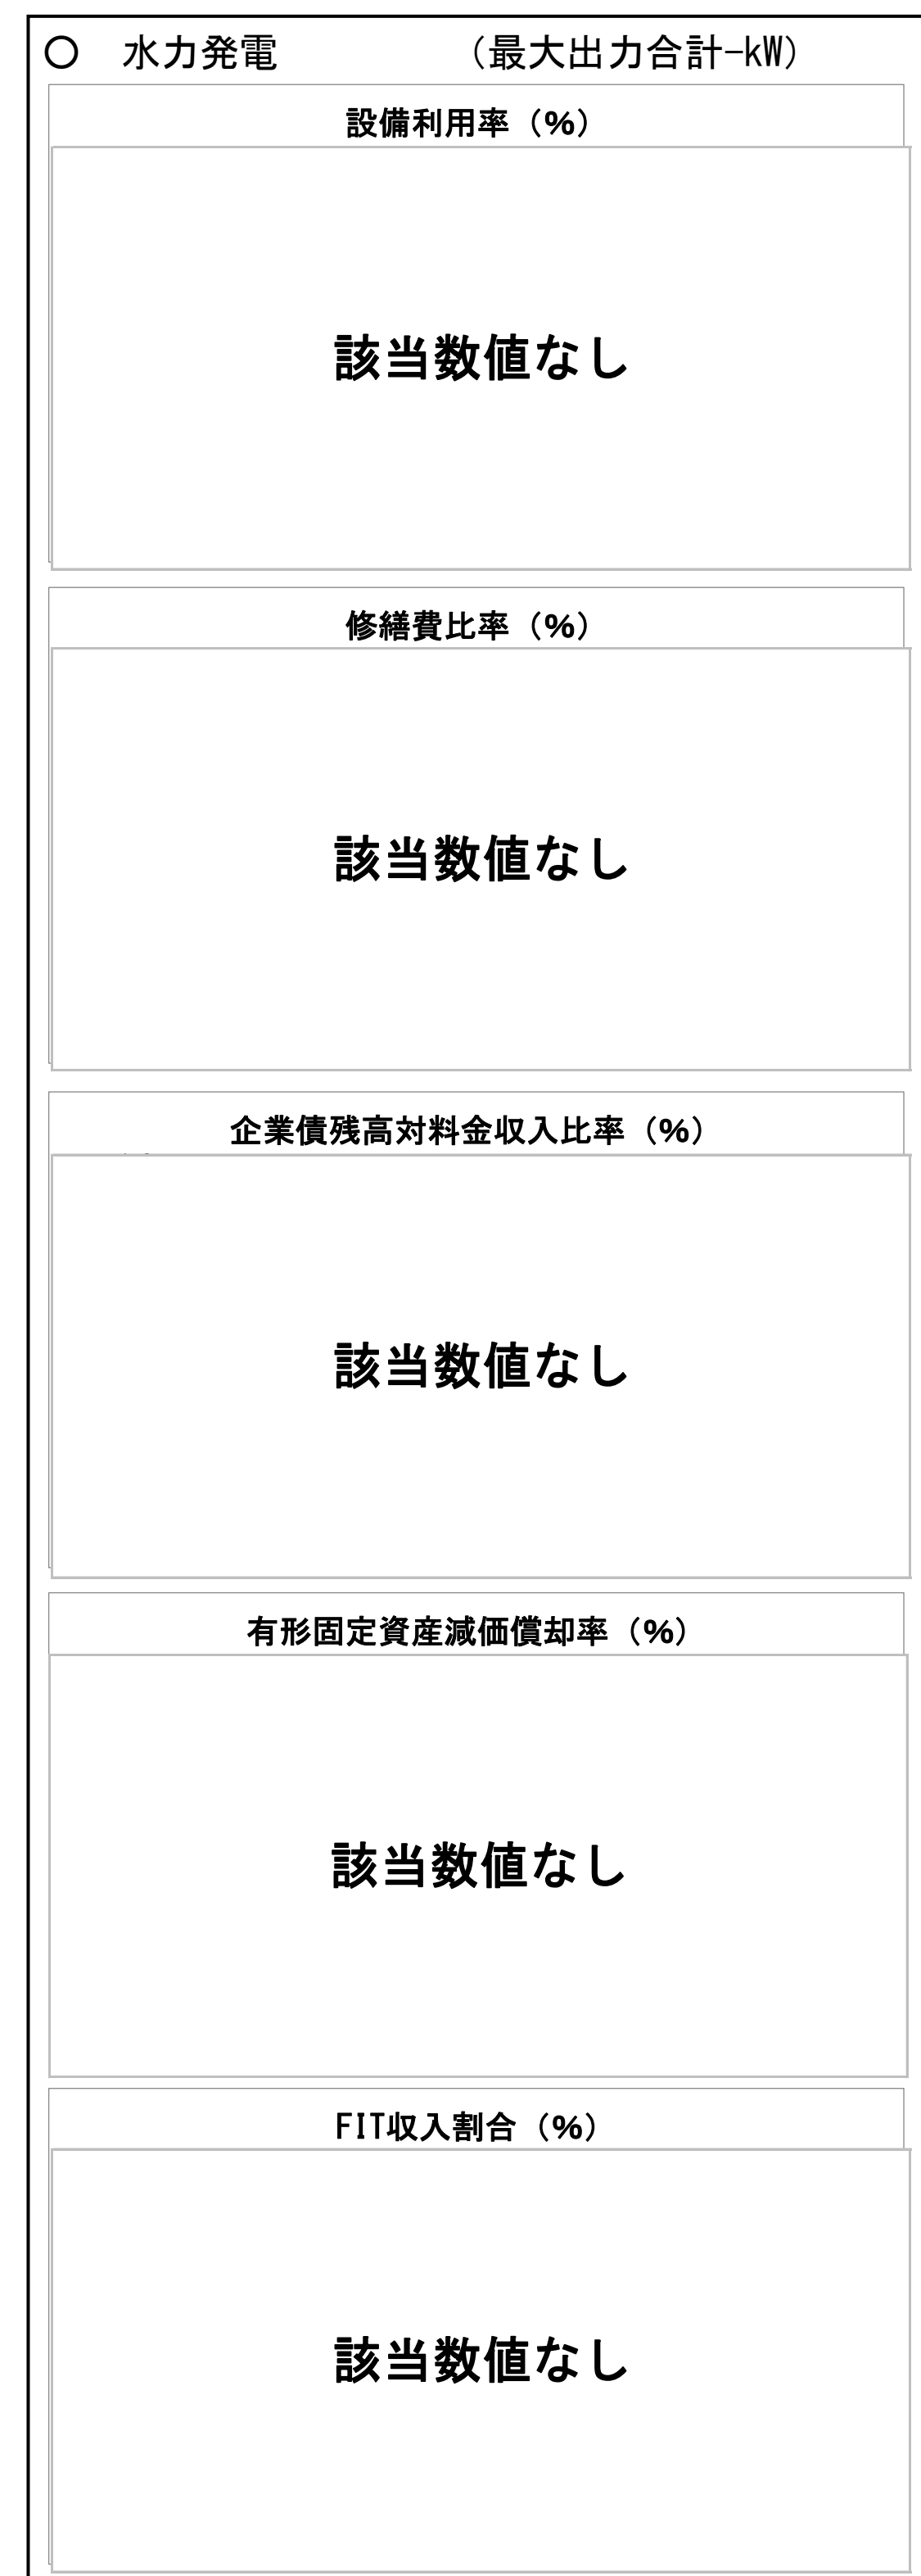 ○ 水力発電 (最大出力合計-kW)
設備利用率（%）
該当数値なし
修繕費比率（%）
該当数値なし
企業債残高対料金収入比率（%）
該当数値なし
有形固定資産減価償却率（%）
該当数値なし
FIT収入割合（%）
該当数値なし